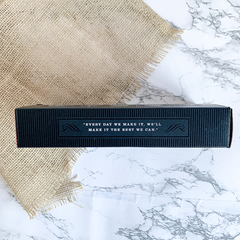 "EVERY DAY WE MAKE IT, WE'LL
MAKE IT THE BEST WE CAN."